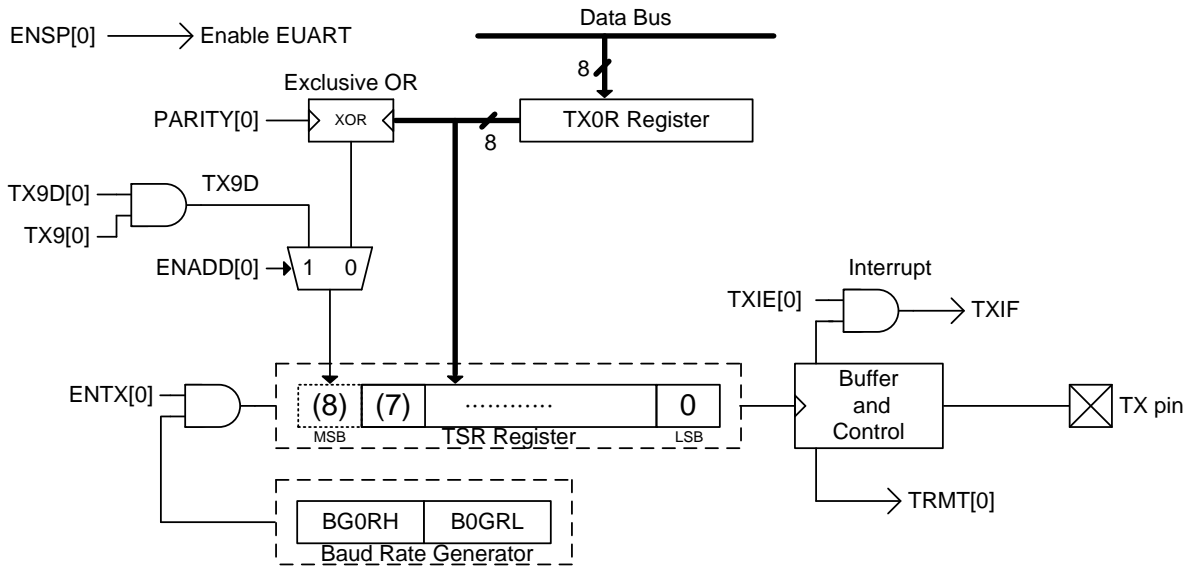 Data Bus
ENSP[0]
Enable EUART
8
Exclusive OR
PARITY[0]
XOR
8
TX0R Register
TX9D[0]
TX9D
TX9[0]
ENADD[0]
1
0
Interrupt
TXIE[0]
TXIF
ENTX[0]
(8)
(7)
............
0
MSB
TSR Register
LSB
Buffer
and
Control
TX pin
TRMT[0]
BG0RH
B0GRL
Baud Rate Generator